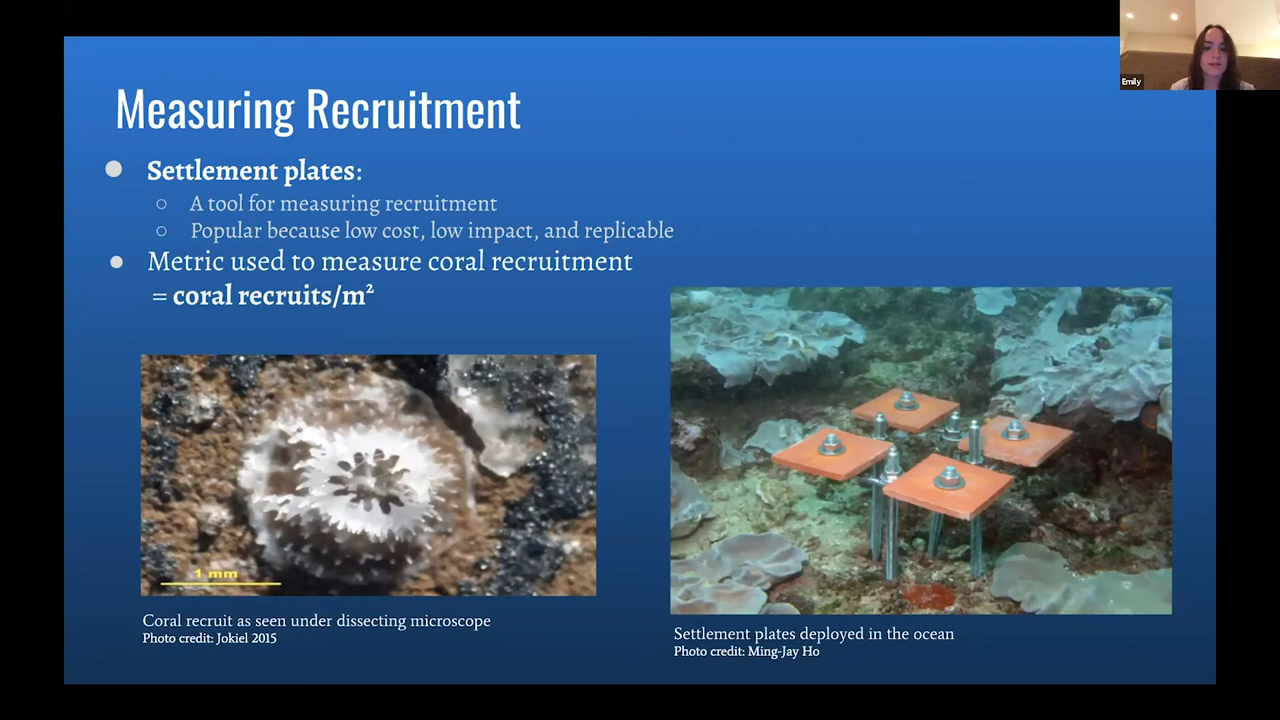 Emily
Measuring Recruitment
● Settlement plates:
○ A tool for measuring recruitment
○ Popular because low cost, low impact, and replicable
● Metric used to measure coral recruitment
= coral recruits/m²
1 mm
Coral recruit as seen under dissecting microscope
Photo credit: Jokiel 2015
Settlement plates deployed in the ocean
Photo credit: Ming-Jay Ho